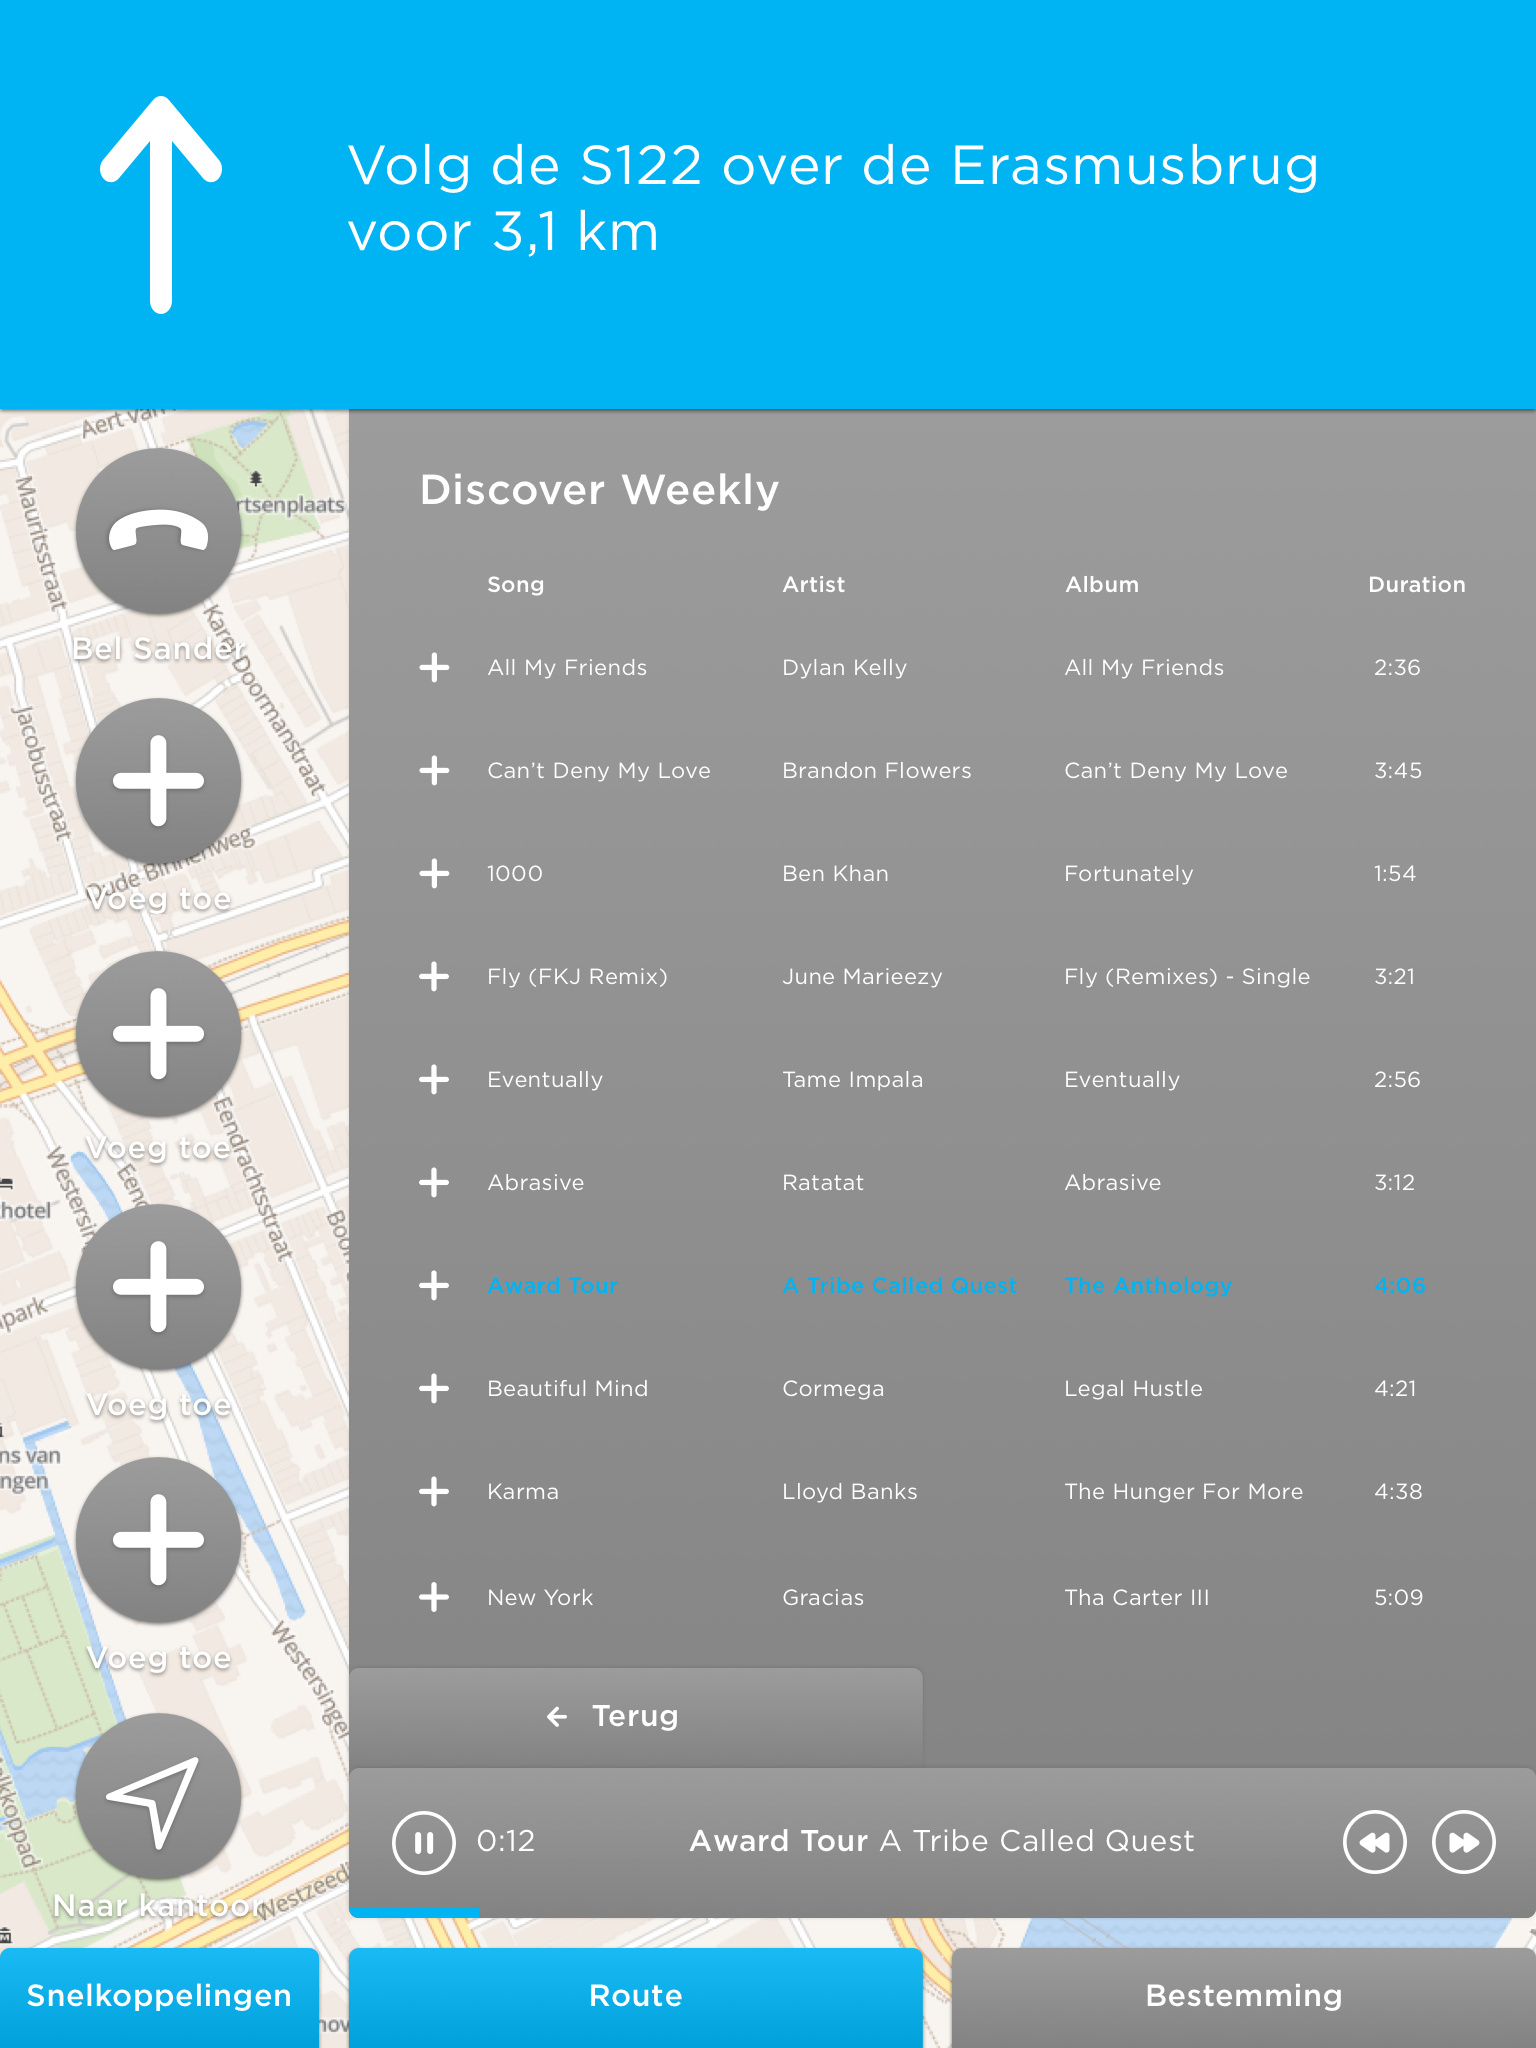 Volg de S122 over de Erasmusbrug
voor 3,1 km
Aert van
rtsenplaats
Mauritsstraat
Karel Doormanstraat
Bel Sander
Jacobusstraat
Oude Binnenweg
Voeg toe
Eendrachtsstraat
Voeg toe
hotel
park
Voeg toe
ns van
ngen
Voeg toe
Westersingel
Naar kantoor
Discover Weekly
Song Artist Album Duration
All My Friends Dylan Kelly All My Friends 2:36
Can’t Deny My Love Brandon Flowers Can’t Deny My Love 3:45
1000 Ben Khan Fortunately 1:54
Fly (FKJ Remix) June Marieezy Fly (Remixes) - Single 3:21
Eventually Tame Impala Eventually 2:56
Abrasive Ratatat Abrasive 3:12
Award Tour A Tribe Called Quest The Anthology 4:06
Beautiful Mind Cormega Legal Hustle 4:21
Karma Lloyd Banks The Hunger For More 4:38
New York Gracias Tha Carter III 5:09
Terug
0:12 Award Tour A Tribe Called Quest
Snelkoppelingen Route Bestemming